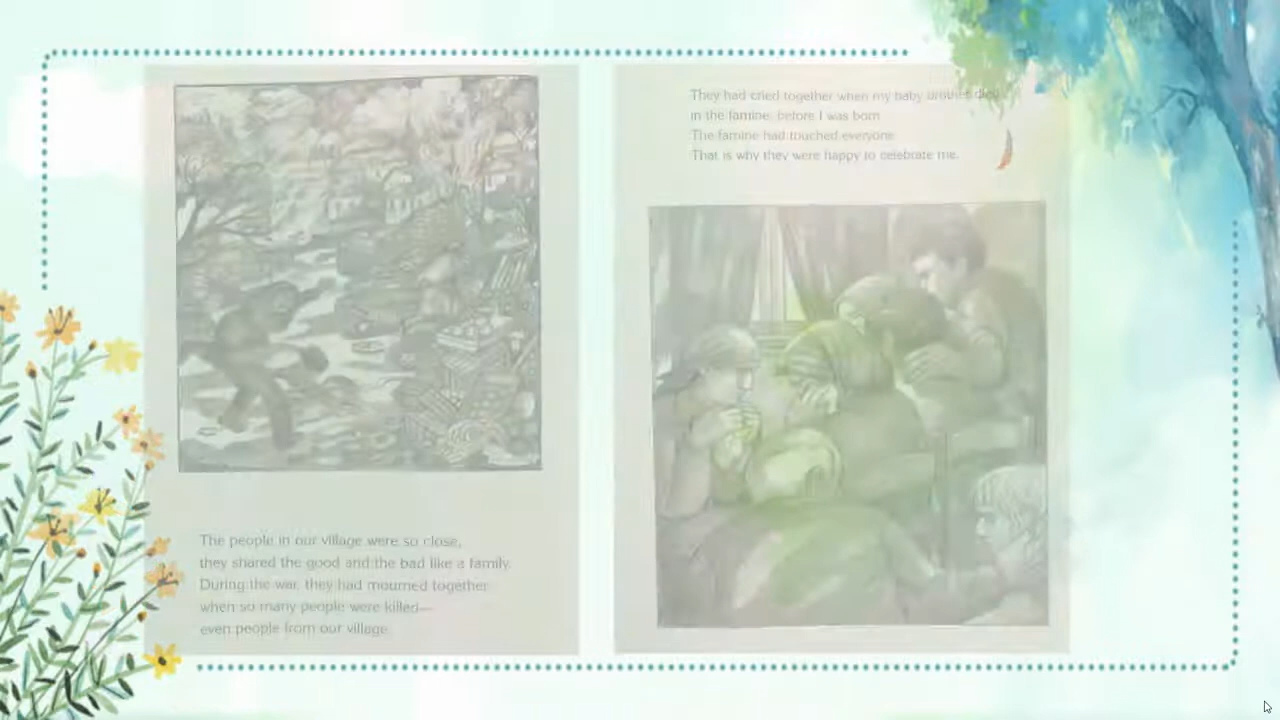 The people in our village were so close,
they shared the good and the bad like a family.
During the war, they had mourned together
when so many people were killed—
even people from our village.
They had cried together when my baby brother died
in the famine, before I was born.
The famine had touched everyone.
That is why they were happy to celebrate me.